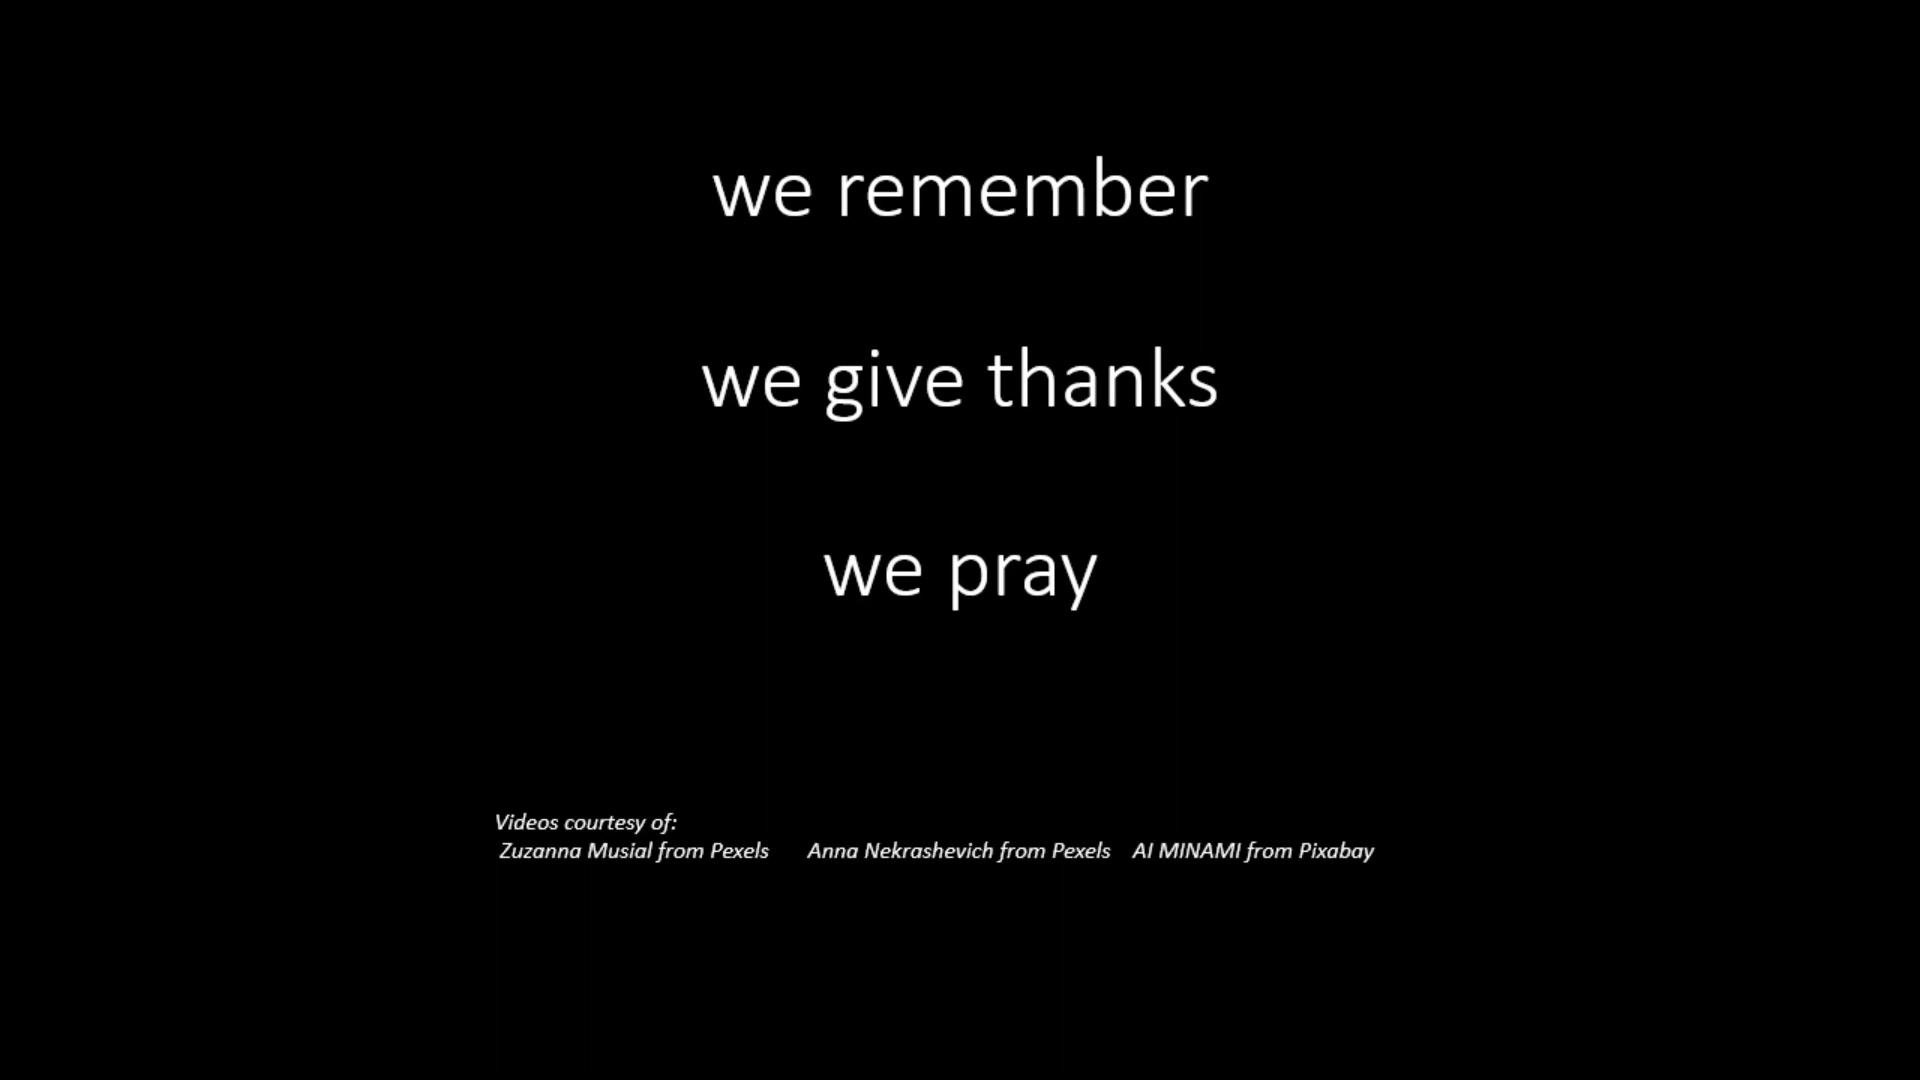 we remember
we give thanks
we pray
Videos courtesy of:
Zuzanna Musial from Pexels Anna Nekrashevich from Pexels AI MINAMI from Pixabay